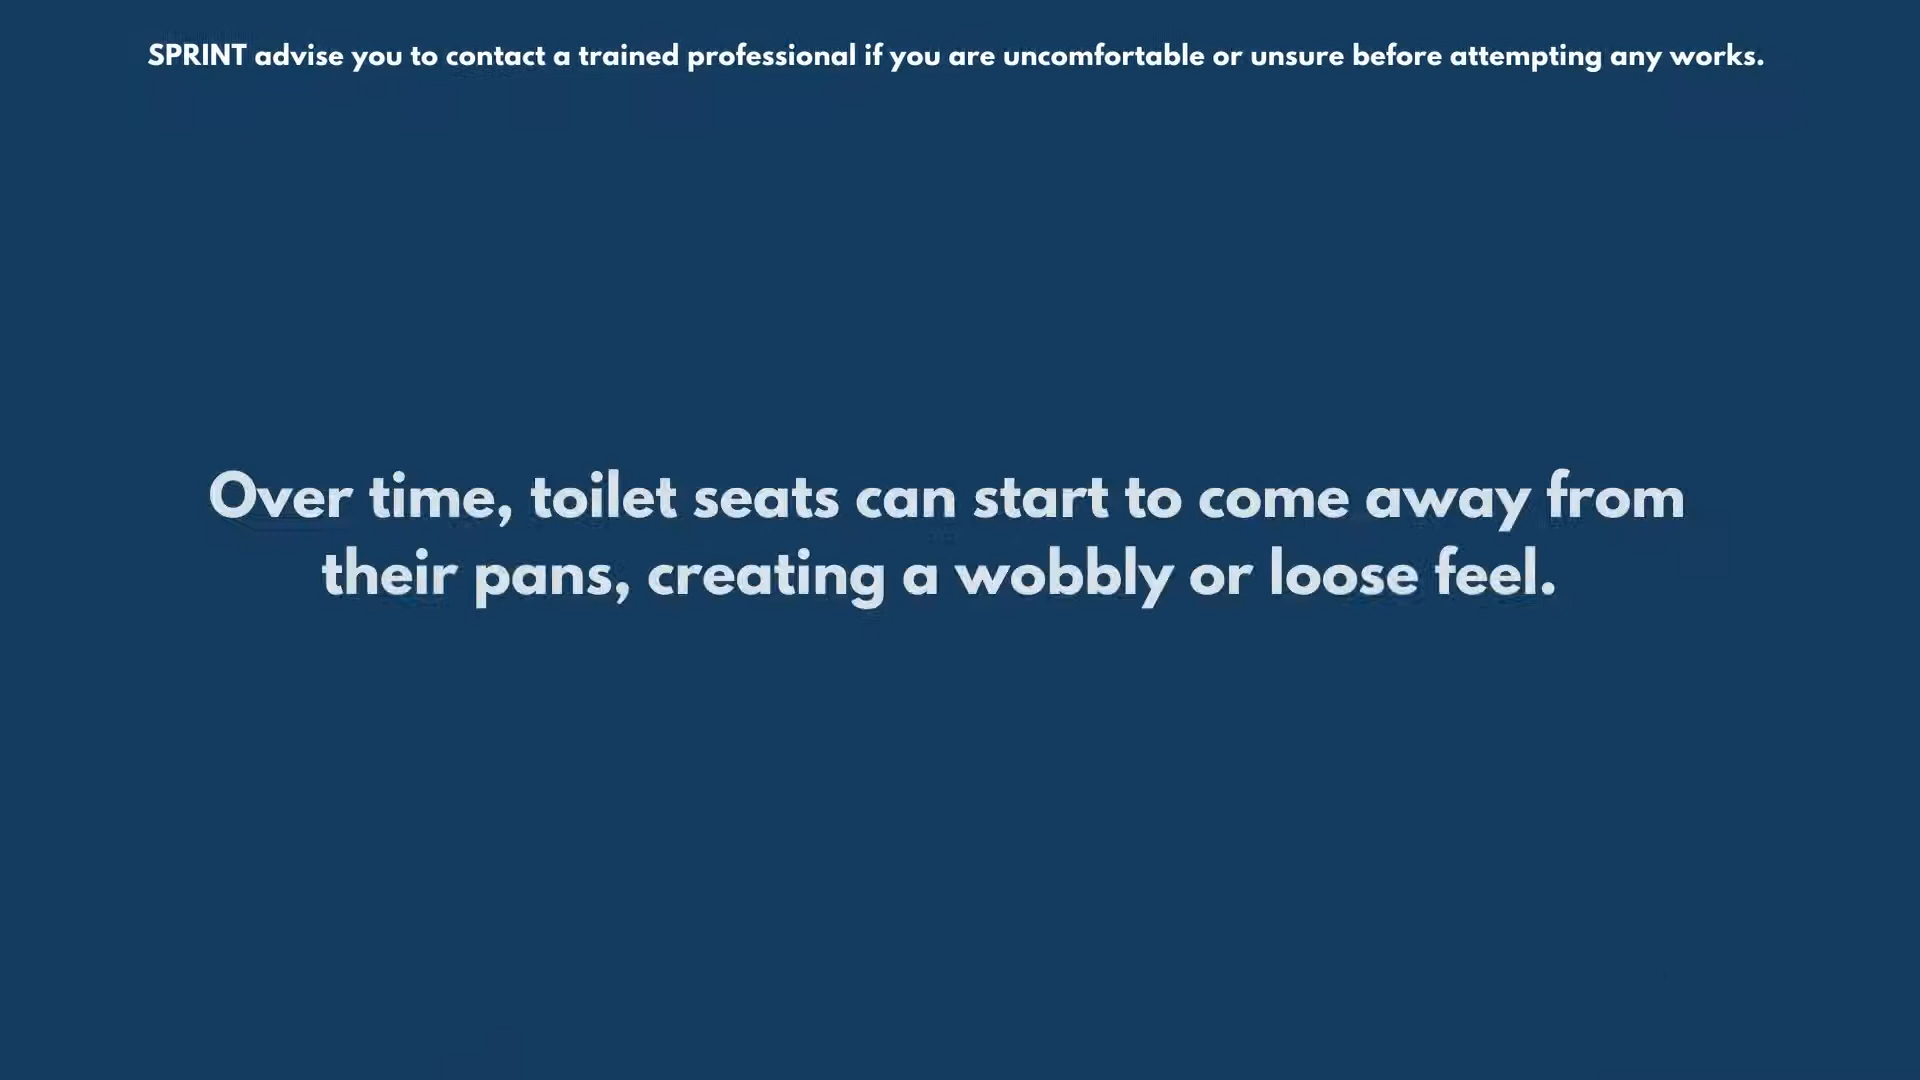 SPRINT advise you to contact a trained professional if you are uncomfortable or unsure before attempting any works.
Over time, toilet seats can start to come away from
their pans, creating a wobbly or loose feel.